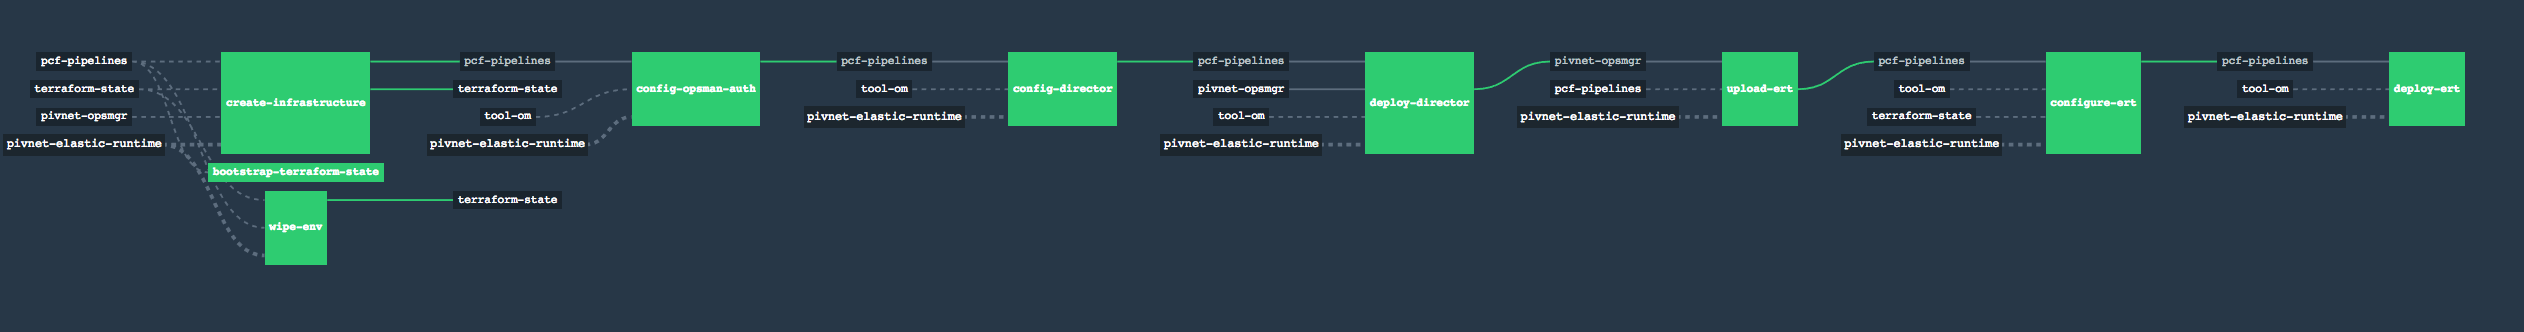 pcf-pipelines
terraform-state
pivnet-opsmgr
pivnet-elastic-runtime
create-infrastructure
bootstrap-terraform-state
wipe-env
pcf-pipelines
terraform-state
tool-om
pivnet-elastic-runtime
terraform-state
config-opsman-auth
pcf-pipelines
tool-om
pivnet-elastic-runtime
config-director
pcf-pipelines
pivnet-opsmgr
tool-om
pivnet-elastic-runtime
deploy-director
pivnet-opsmgr
pcf-pipelines
pivnet-elastic-runtime
upload-ert
pcf-pipelines
tool-om
terraform-state
pivnet-elastic-runtime
configure-ert
pcf-pipelines
tool-om
pivnet-elastic-runtime
deploy-ert